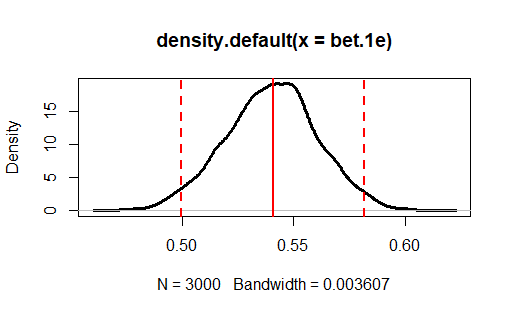 density.default(x = bet.1e)
Density
15
10
5
0
0.50 0.55 0.60
N = 3000 Bandwidth = 0.003607